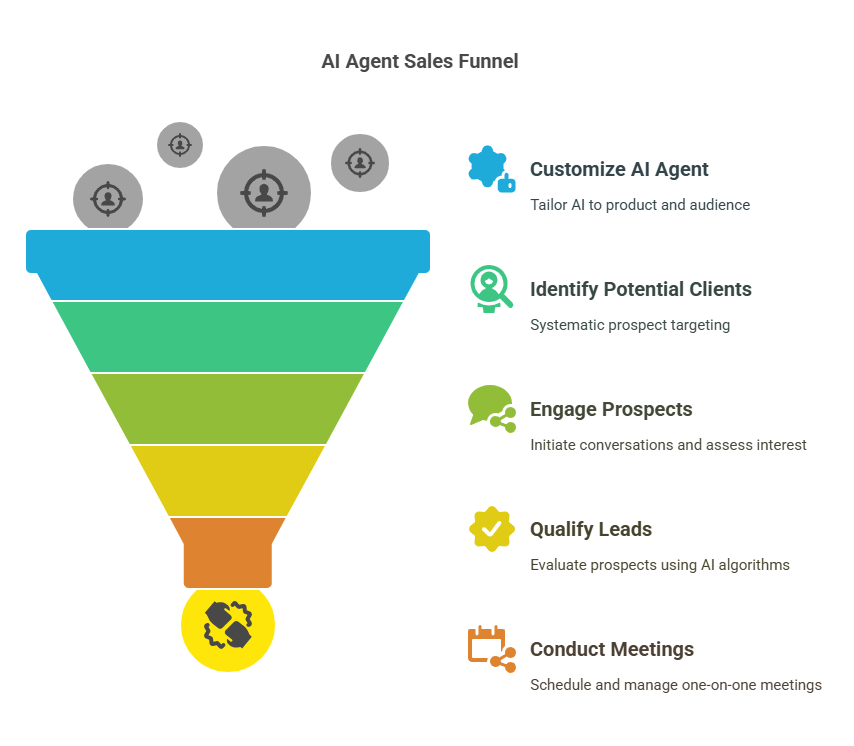 AI Agent Sales Funnel
Customize AI Agent
Tailor AI to product and audience
Identify Potential Clients
Systematic prospect targeting
Engage Prospects
Initiate conversations and assess interest
Qualify Leads
Evaluate prospects using AI algorithms
Conduct Meetings
Schedule and manage one-on-one meetings